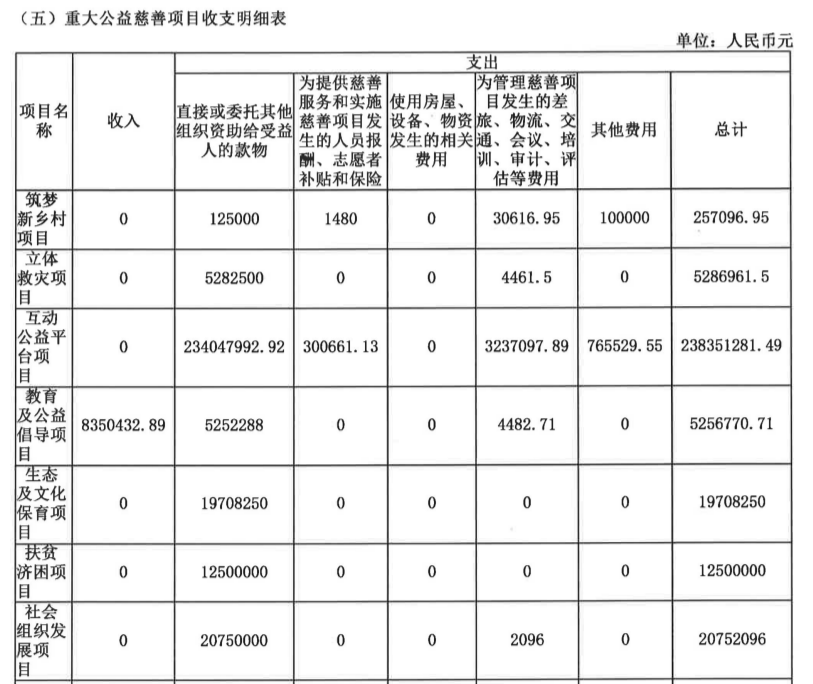 （五）重大公益慈善项目收支明细表
单位：人民币元
项目名
称
收入
支出
直接或委托其他
组织资助给受益
人的款物
为提供慈善
服务和实施
慈善项目发
生的人员报
酬、志愿者
补贴和保险
使用房屋、
设备、物资
发生的相关
费用
为管理慈善项
目发生的差
旅、物流、交
通、会议、培
训、审计、评
估等费用
其他费用
总计
筑梦
新乡村
项目
0
125000
1480
0
30616.95
100000
257096.95
立体
救灾项
目
0
5282500
0
0
4461.5
0
5286961.5
互动
公益平
台项
目
0
234047992.92
300661.13
0
3237097.89
765529.55
238351281.49
教育
及公益
倡导项
目
8350432.89
5252288
0
0
4482.71
0
5256770.71
生态
及文化
保育项
目
0
19708250
0
0
0
0
19708250
扶贫
济困项
目
0
12500000
0
0
0
0
12500000
社会
组织发
展项
目
0
20750000
0
0
2096
0
20752096